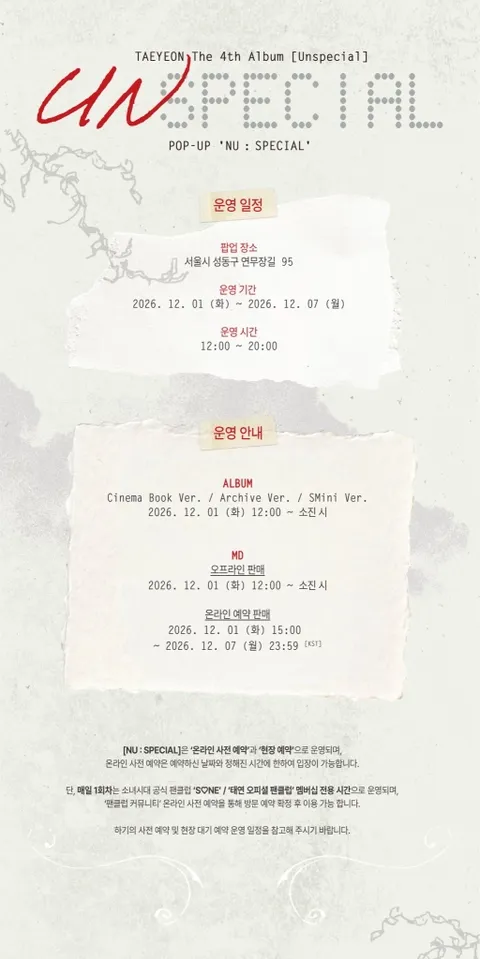 TAEYEON The 4th Album [Unspecial]
UNSPECIAL
POP-UP 'NU : SPECIAL'
운영 일정
팝업 장소
서울시 성동구 연무장길 95
운영 기간
2026. 12. 01 (화) ~ 2026. 12. 07 (월)
운영 시간
12:00 ~ 20:00
운영 안내
ALBUM
Cinema Book Ver. / Archive Ver. / SMini Ver.
2026. 12. 01 (화) 12:00 ~ 소진 시
MD
오프라인 판매
2026. 12. 01 (화) 12:00 ~ 소진 시
온라인 예약 판매
2026. 12. 01 (화) 15:00
~ 2026. 12. 07 (월) 23:59 [KST]
[NU : SPECIAL]은 '온라인 사전 예약'과 '현장 예약'으로 운영되며,
온라인 사전 예약은 예약하신 날짜와 정해진 시간에 한하여 입장이 가능합니다.
단, 매일 1회차는 소녀시대 공식 팬클럽 'S♡NE' / '태연 오피셜 팬클럽' 멤버십 전용 시간으로 운영되며,
'팬클럽 커뮤니티' 온라인 사전 예약을 통해 방문 예약 확정 후 이용 가능 합니다.
하기의 사전 예약 및 현장 대기 예약 운영 일정을 참고해 주시기 바랍니다.